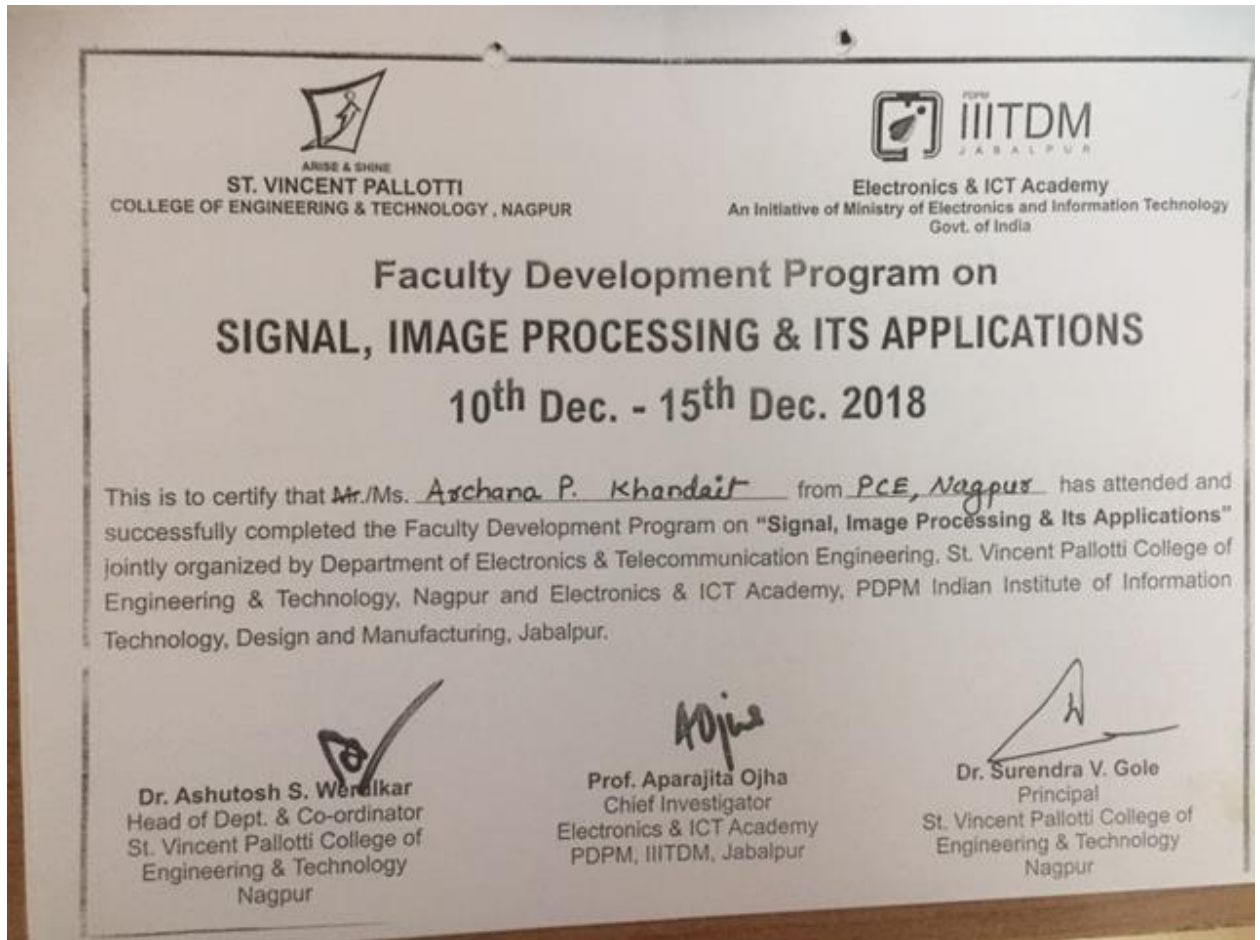 ARISE & SHINE
ST. VINCENT PALLOTTI
COLLEGE OF ENGINEERING & TECHNOLOGY , NAGPUR
PDPM
IIITDM
JABALPUR
Electronics & ICT Academy
An Initiative of Ministry of Electronics and Information Technology
Govt. of India
Faculty Development Program on
SIGNAL, IMAGE PROCESSING & ITS APPLICATIONS
10th Dec. - 15th Dec. 2018
This is to certify that Mr./Ms. Archana P. Khandait from PCE, Nagpur has attended and
successfully completed the Faculty Development Program on “Signal, Image Processing & Its Applications”
jointly organized by Department of Electronics & Telecommunication Engineering, St. Vincent Pallotti College of
Engineering & Technology, Nagpur and Electronics & ICT Academy, PDPM Indian Institute of Information
Technology, Design and Manufacturing, Jabalpur.
AOjha
Dr. Ashutosh S. Weralkar
Head of Dept. & Co-ordinator
St. Vincent Pallotti College of
Engineering & Technology
Nagpur
Prof. Aparajita Ojha
Chief Investigator
Electronics & ICT Academy
PDPM, IIITDM, Jabalpur
Dr. Surendra V. Gole
Principal
St. Vincent Pallotti College of
Engineering & Technology
Nagpur